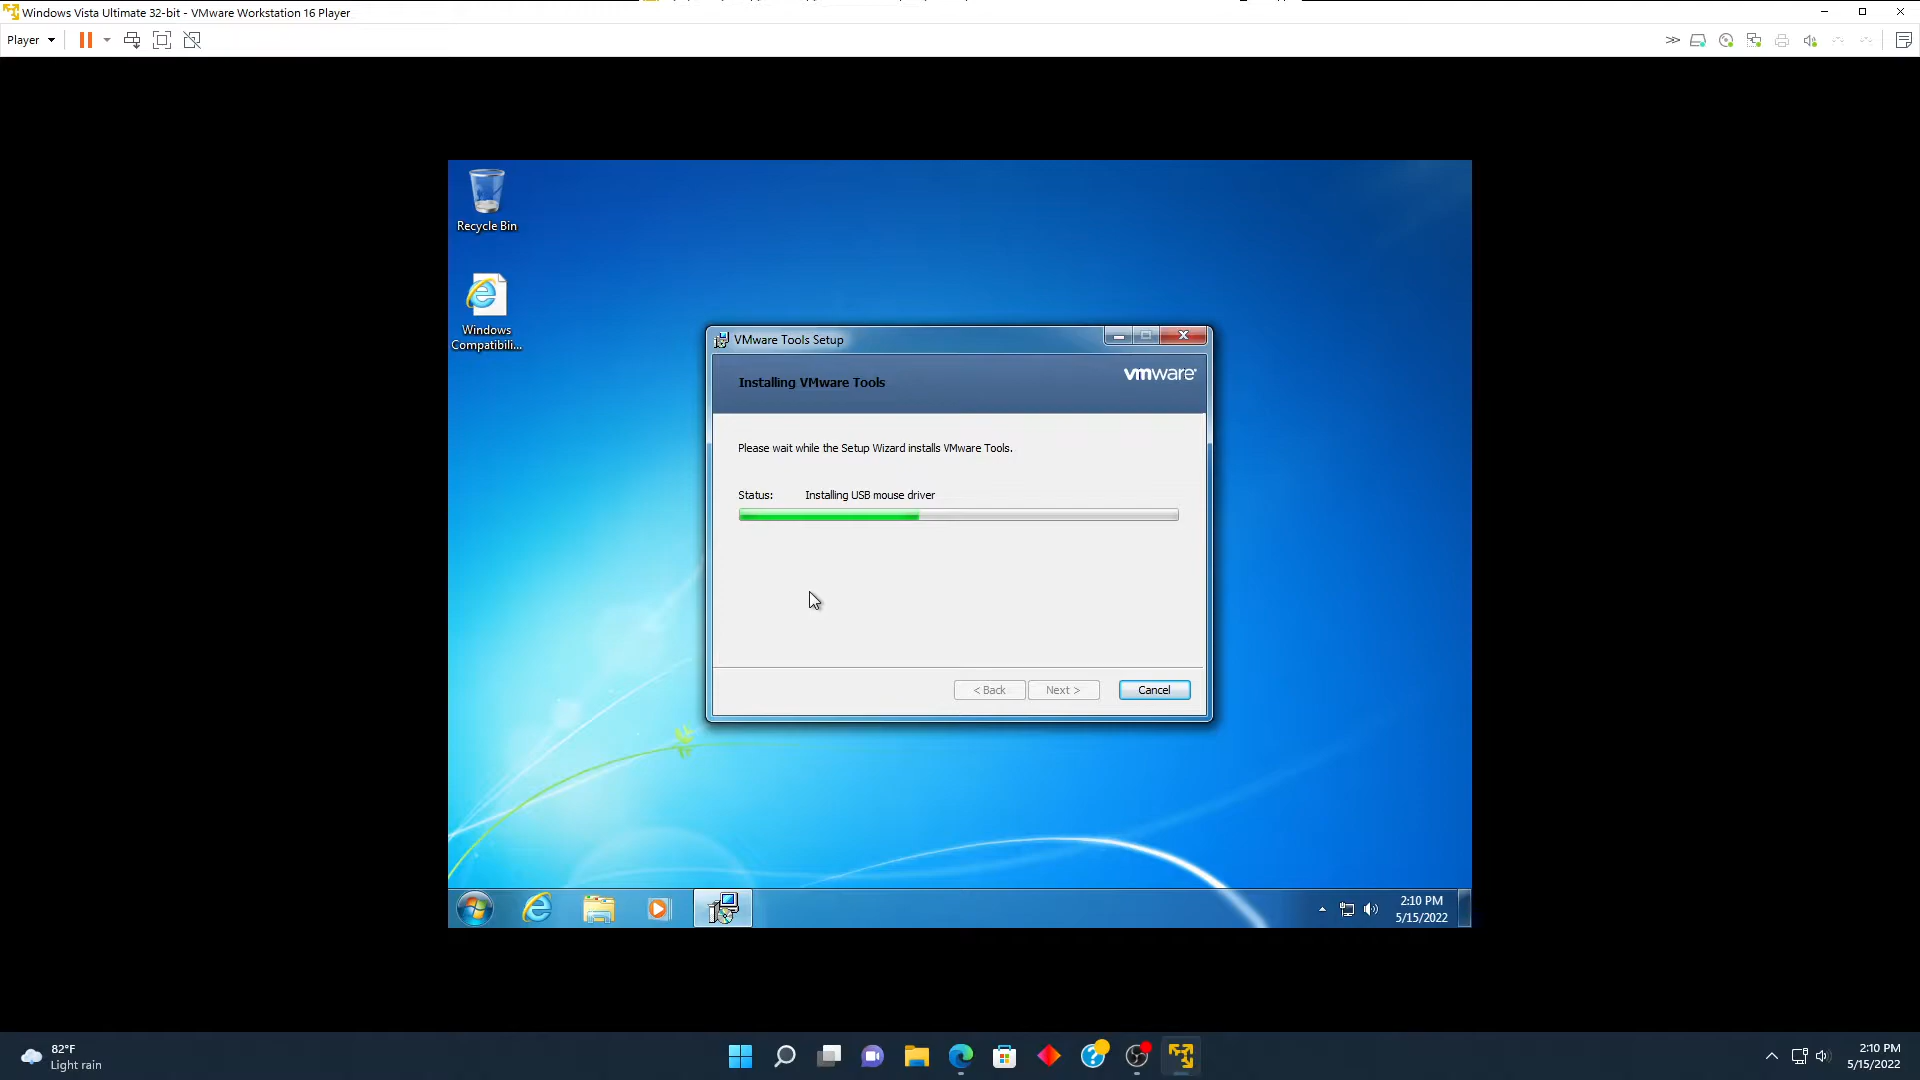 Windows Vista Ultimate 32-bit - VMware Workstation 16 Player
Player
Recycle Bin
Windows
Compatibili...
VMware Tools Setup
Installing VMware Tools
vmware
Please wait while the Setup Wizard installs VMware Tools.
Status: Installing USB mouse driver
< Back Next > Cancel
2:10 PM
5/15/2022
82°F
Light rain
2:10 PM
5/15/2022